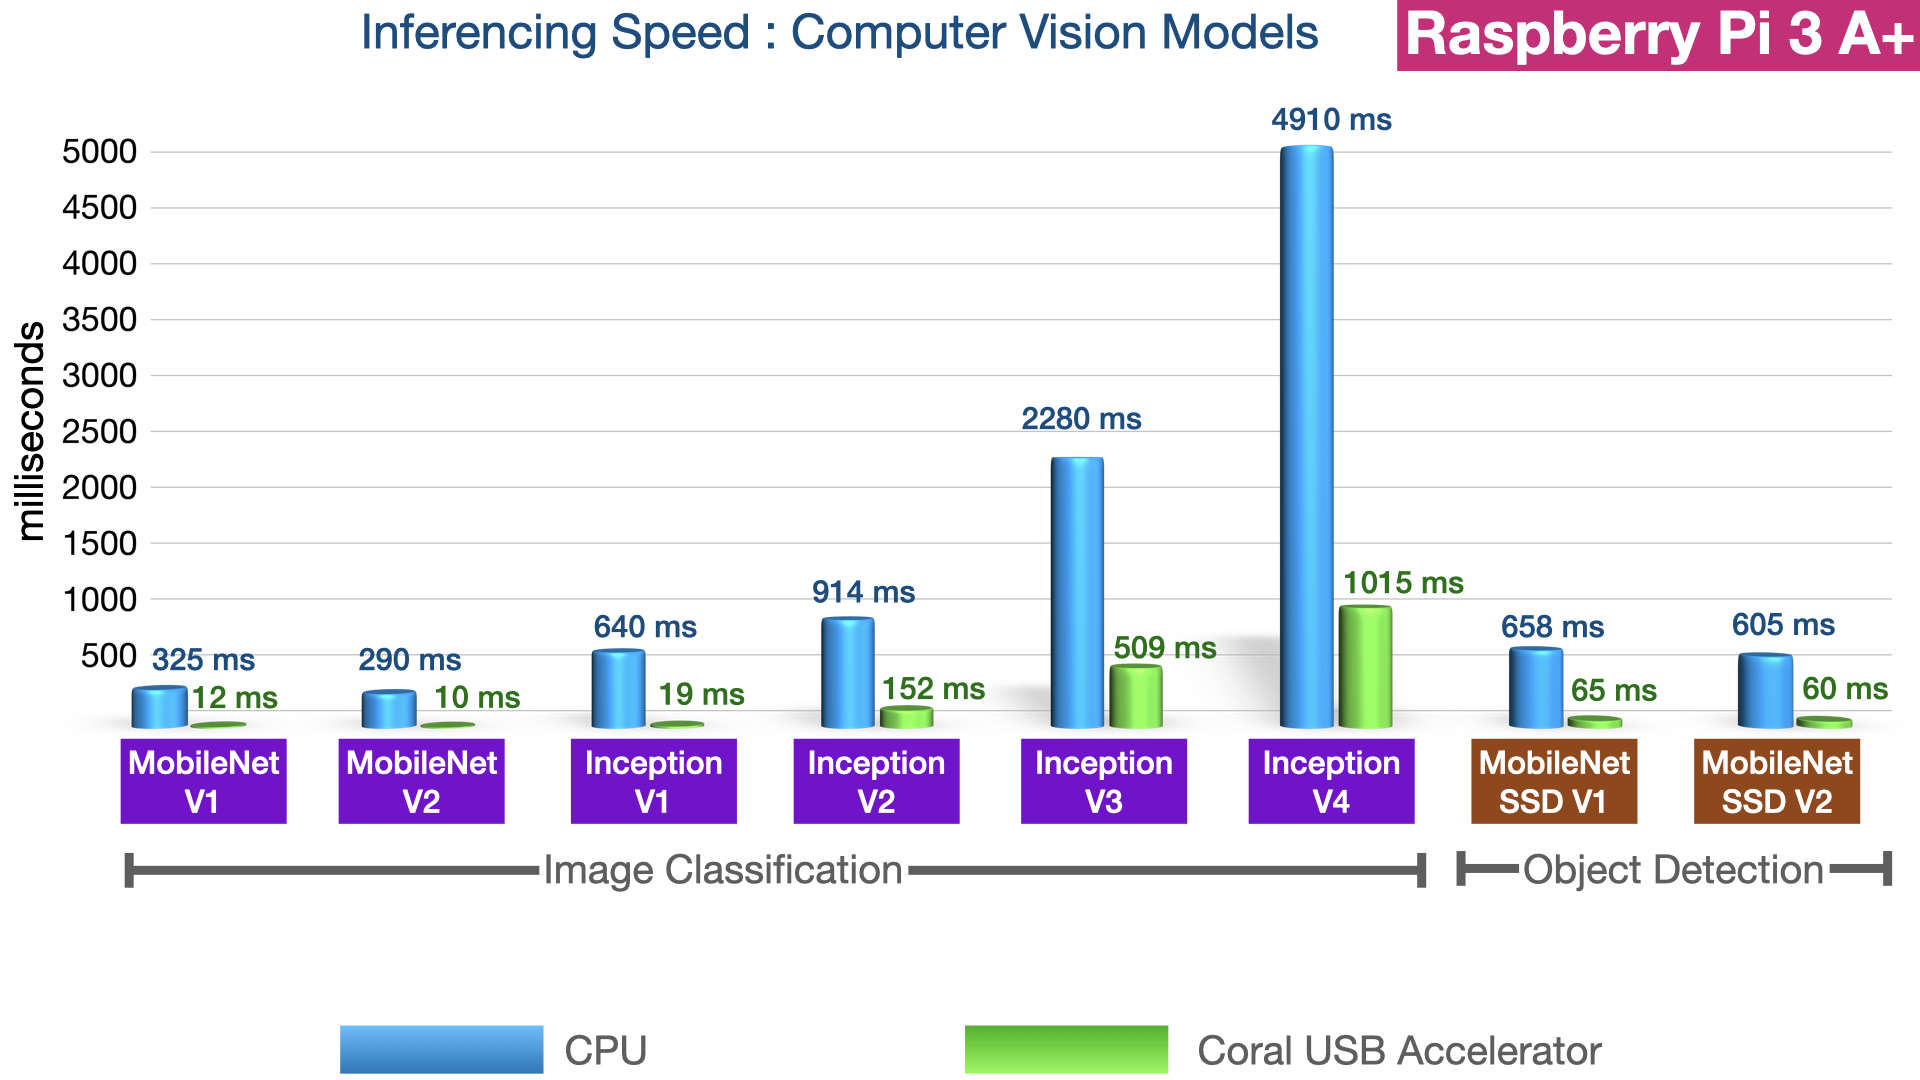 Inferencing Speed : Computer Vision Models
Raspberry Pi 3 A+
milliseconds
5000
4500
4000
3500
3000
2500
2000
1500
1000
500
325 ms
12 ms
290 ms
10 ms
640 ms
19 ms
914 ms
152 ms
2280 ms
509 ms
4910 ms
1015 ms
658 ms
65 ms
605 ms
60 ms
MobileNet
V1
MobileNet
V2
Inception
V1
Inception
V2
Inception
V3
Inception
V4
MobileNet
SSD V1
MobileNet
SSD V2
Image Classification
Object Detection
CPU
Coral USB Accelerator